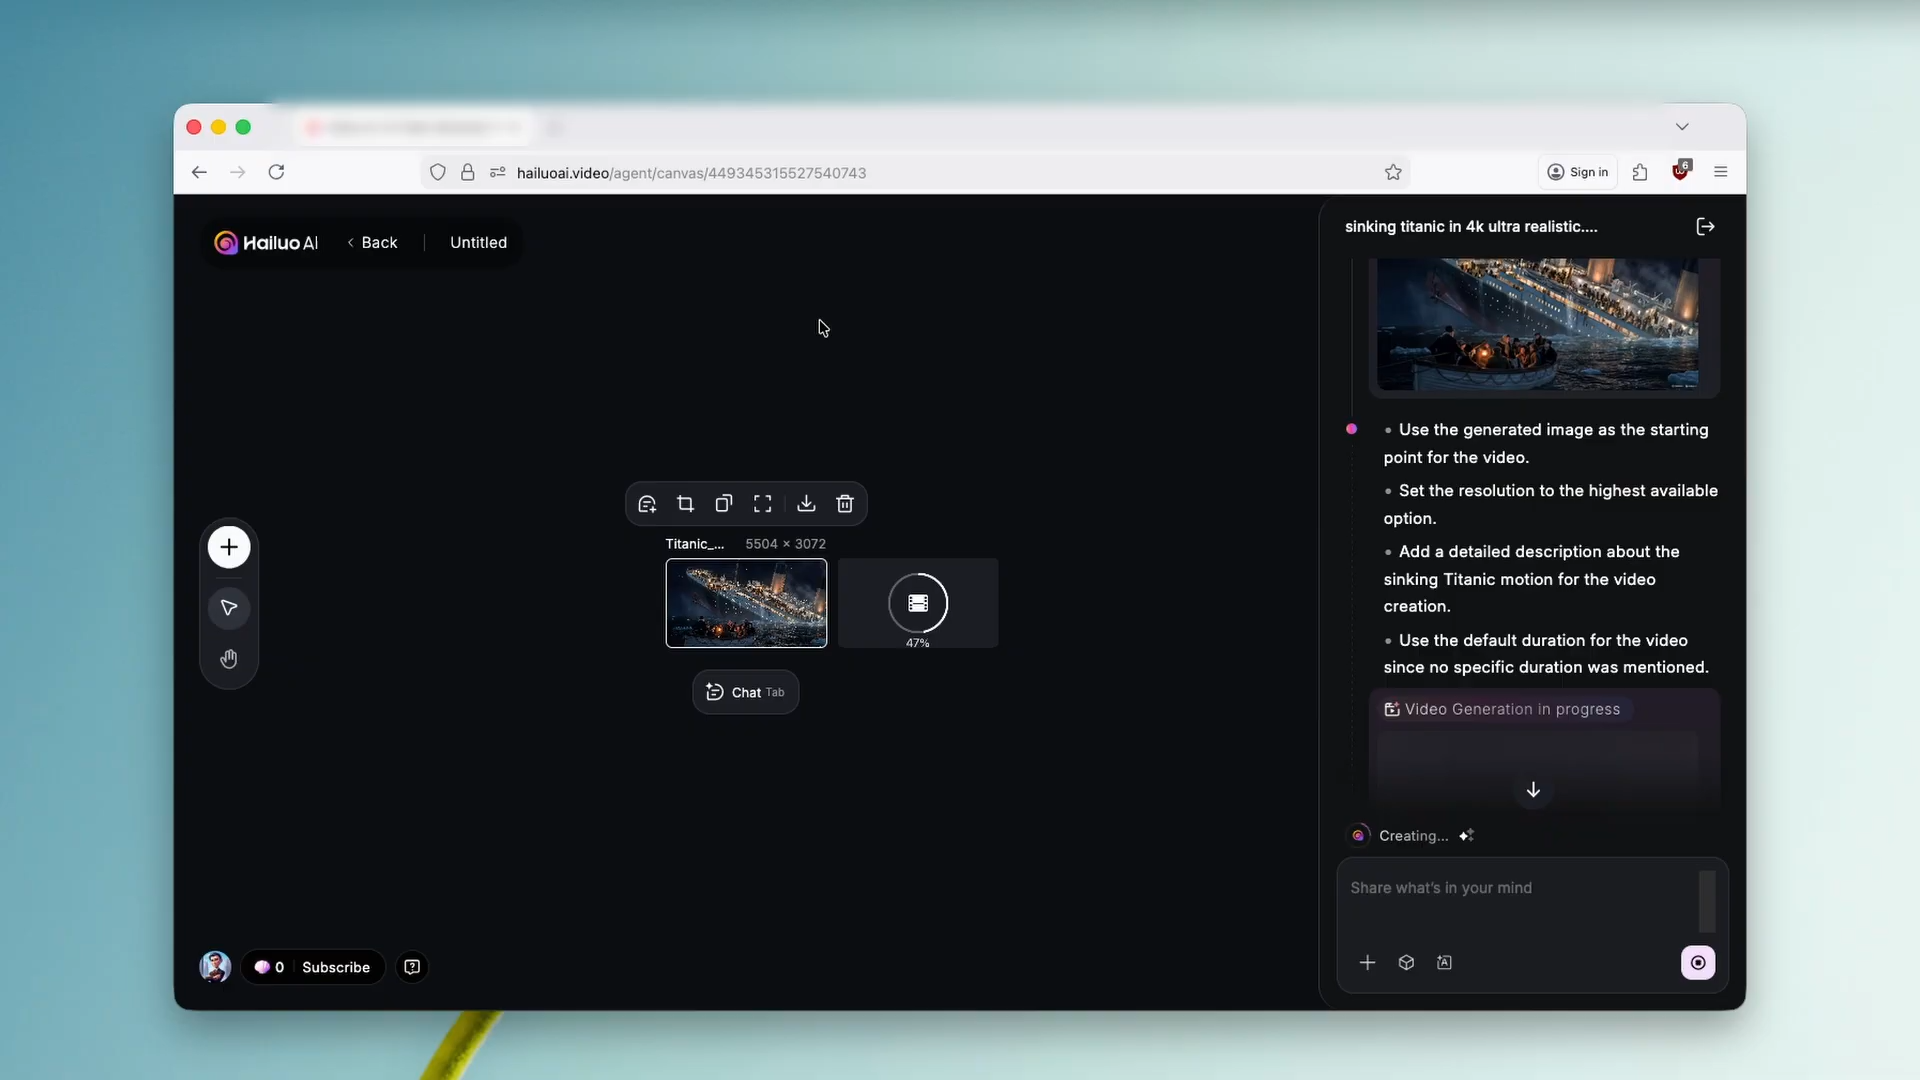 hailuoai.video/agent/canvas/449345315527540743
Sign in
6
Hailuo AI
Back
Untitled
sinking titanic in 4k ultra realistic....
• Use the generated image as the starting
point for the video.
• Set the resolution to the highest available
option.
• Add a detailed description about the
sinking Titanic motion for the video
creation.
• Use the default duration for the video
since no specific duration was mentioned.
Video Generation in progress
Creating...
Share what's in your mind
Titanic_...
5504 × 3072
47%
Chat Tab
0
Subscribe